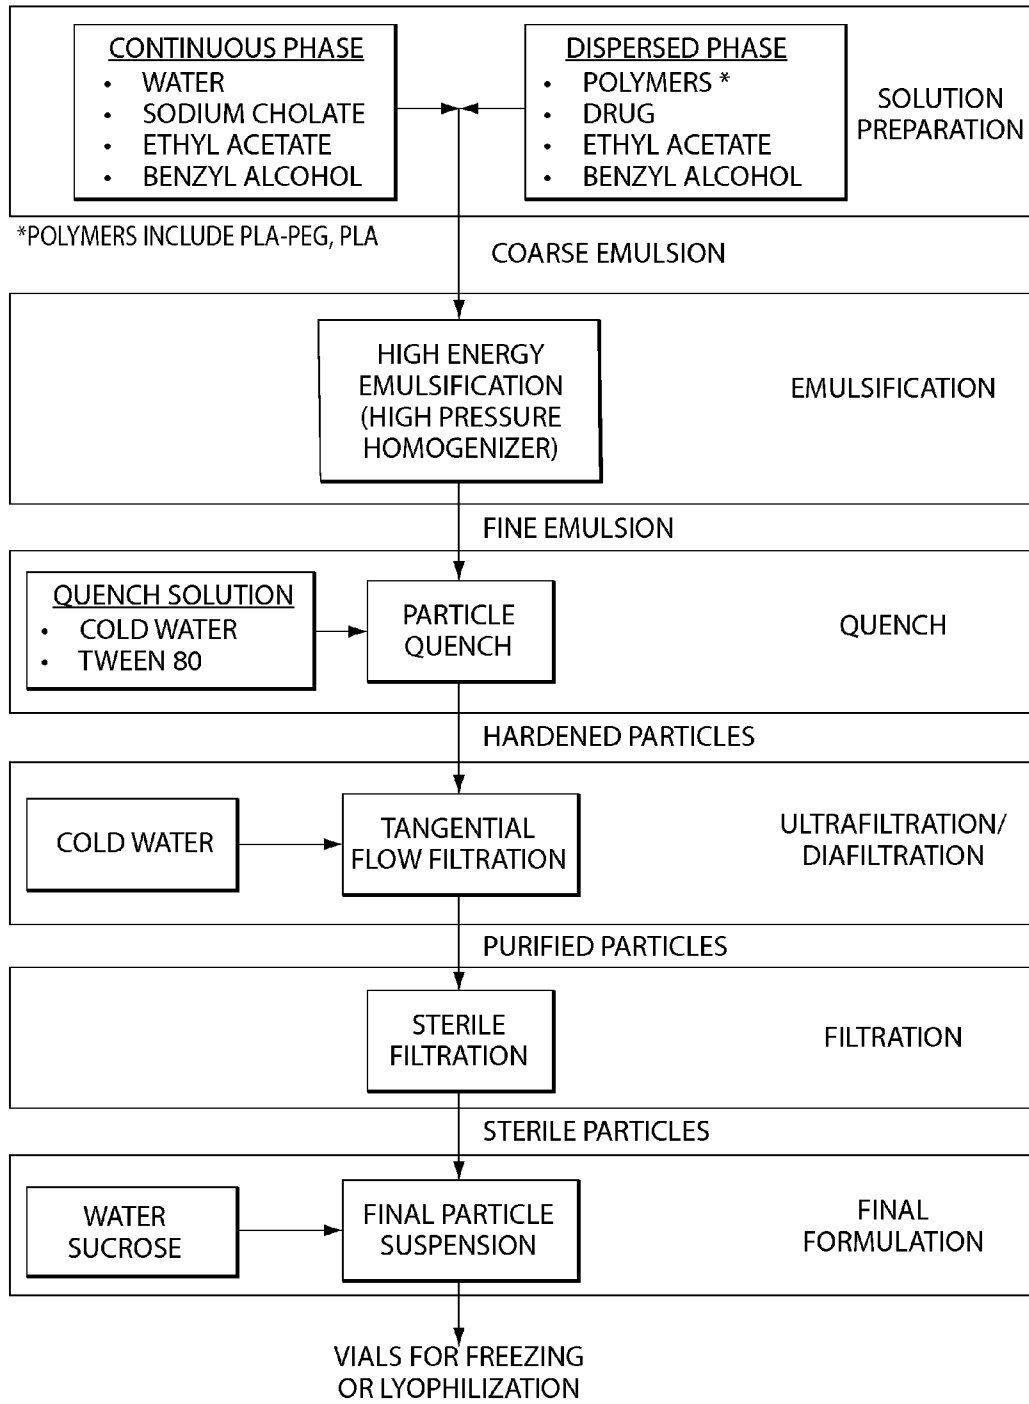 CONTINUOUS PHASE
• WATER
• SODIUM CHOLATE
• ETHYL ACETATE
• BENZYL ALCOHOL
DISPERSED PHASE
• POLYMERS *
• DRUG
• ETHYL ACETATE
• BENZYL ALCOHOL
SOLUTION
PREPARATION
*POLYMERS INCLUDE PLA-PEG, PLA
COARSE EMULSION
HIGH ENERGY
EMULSIFICATION
(HIGH PRESSURE
HOMOGENIZER)
EMULSIFICATION
FINE EMULSION
QUENCH SOLUTION
• COLD WATER
• TWEEN 80
PARTICLE
QUENCH
QUENCH
HARDENED PARTICLES
COLD WATER
TANGENTIAL
FLOW FILTRATION
ULTRAFILTRATION/
DIAFILTRATION
PURIFIED PARTICLES
STERILE
FILTRATION
FILTRATION
STERILE PARTICLES
WATER
SUCROSE
FINAL PARTICLE
SUSPENSION
FINAL
FORMULATION
VIALS FOR FREEZING
OR LYOPHILIZATION